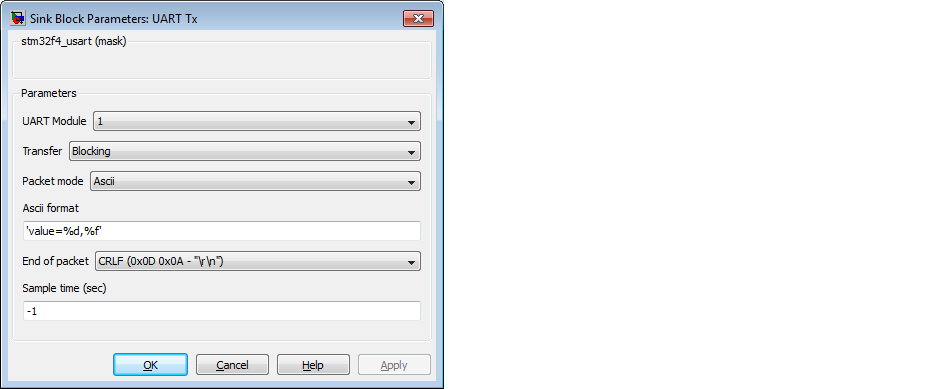 Sink Block Parameters: UART Tx
stm32f4_usart (mask)
Parameters
UART Module 1
Transfer Blocking
Packet mode Ascii
Ascii format
'value=%d,%f'
End of packet CRLF (0x0D 0x0A - "\r\n")
Sample time (sec)
-1
OK Cancel Help Apply